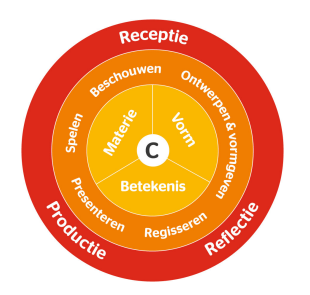 Receptie
Beschouwen
Ontwerpen & vormgeven
Spelen
Materie
Vorm
C
Betekenis
Presenteren
Regisseren
Productie
Reflectie